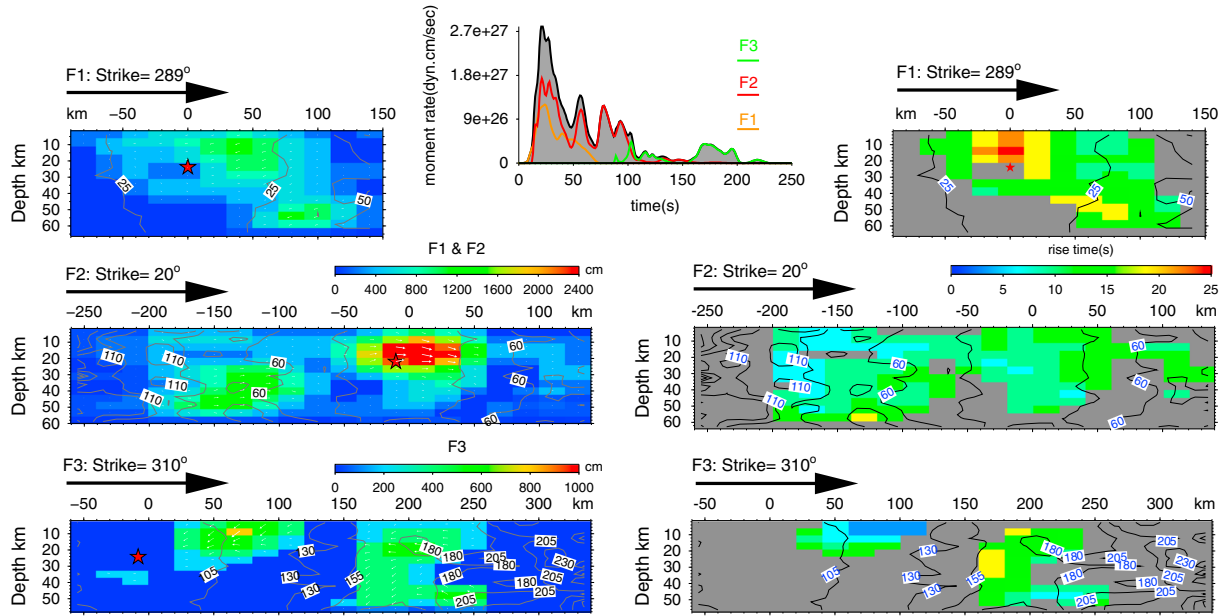 2.7e+27
1.8e+27
9e+26
0
moment rate(dyn.cm/sec)
0 50 100 150 200 250
time(s)
F3
F2
F1
F1: Strike= 289°
km −50 0 50 100 150
Depth km
10
20
30
40
50
60
25
25
50
F1: Strike= 289°
km −50 0 50 100 150
Depth km
10
20
30
40
50
60
25
25
50
F1 & F2
cm
0 400 800 1200 1600 2000 2400
F2: Strike= 20°
−250 −200 −150 −100 −50 0 50 100 km
Depth km
10
20
30
40
50
60
110
110
110
60
60
60
60
60
rise time(s)
0 5 10 15 20 25
F2: Strike= 20°
−250 −200 −150 −100 −50 0 50 100 km
Depth km
10
20
30
40
50
60
110
110
110
60
60
60
60
60
F3
cm
0 200 400 600 800 1000
F3: Strike= 310°
−50 0 50 100 150 200 250 300 km
Depth km
10
20
30
40
50
105
130
130
155
180
180
180
205
205
205
230
F3: Strike= 310°
−50 0 50 100 150 200 250 300 km
Depth km
10
20
30
40
50
105
130
130
155
180
180
180
205
205
205
230